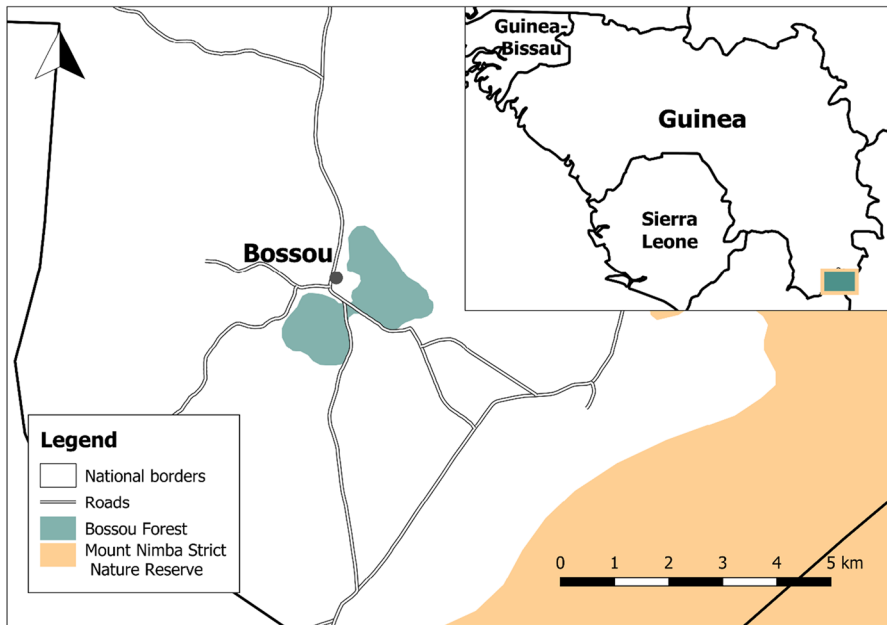 Guinea-
Bissau
Guinea
Sierra
Leone
Bossou
Legend
National borders
Roads
Bossou Forest
Mount Nimba Strict
Nature Reserve
0 1 2 3 4 5 km